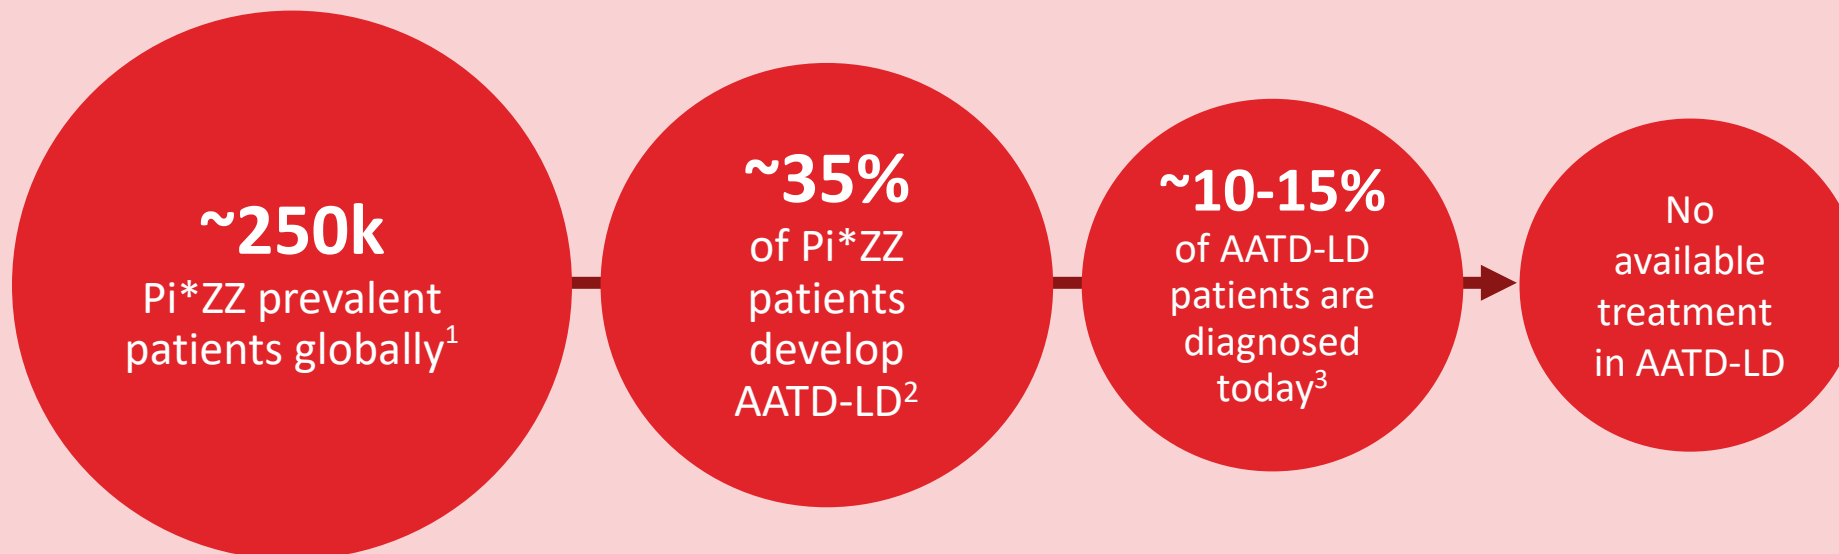 ~250k
Pi*ZZ prevalent
patients globally1
~35%
of Pi*ZZ
patients
develop
AATD-LD2
~10-15%
of AATD-LD
patients are
diagnosed
today3
No
available
treatment
in AATD-LD